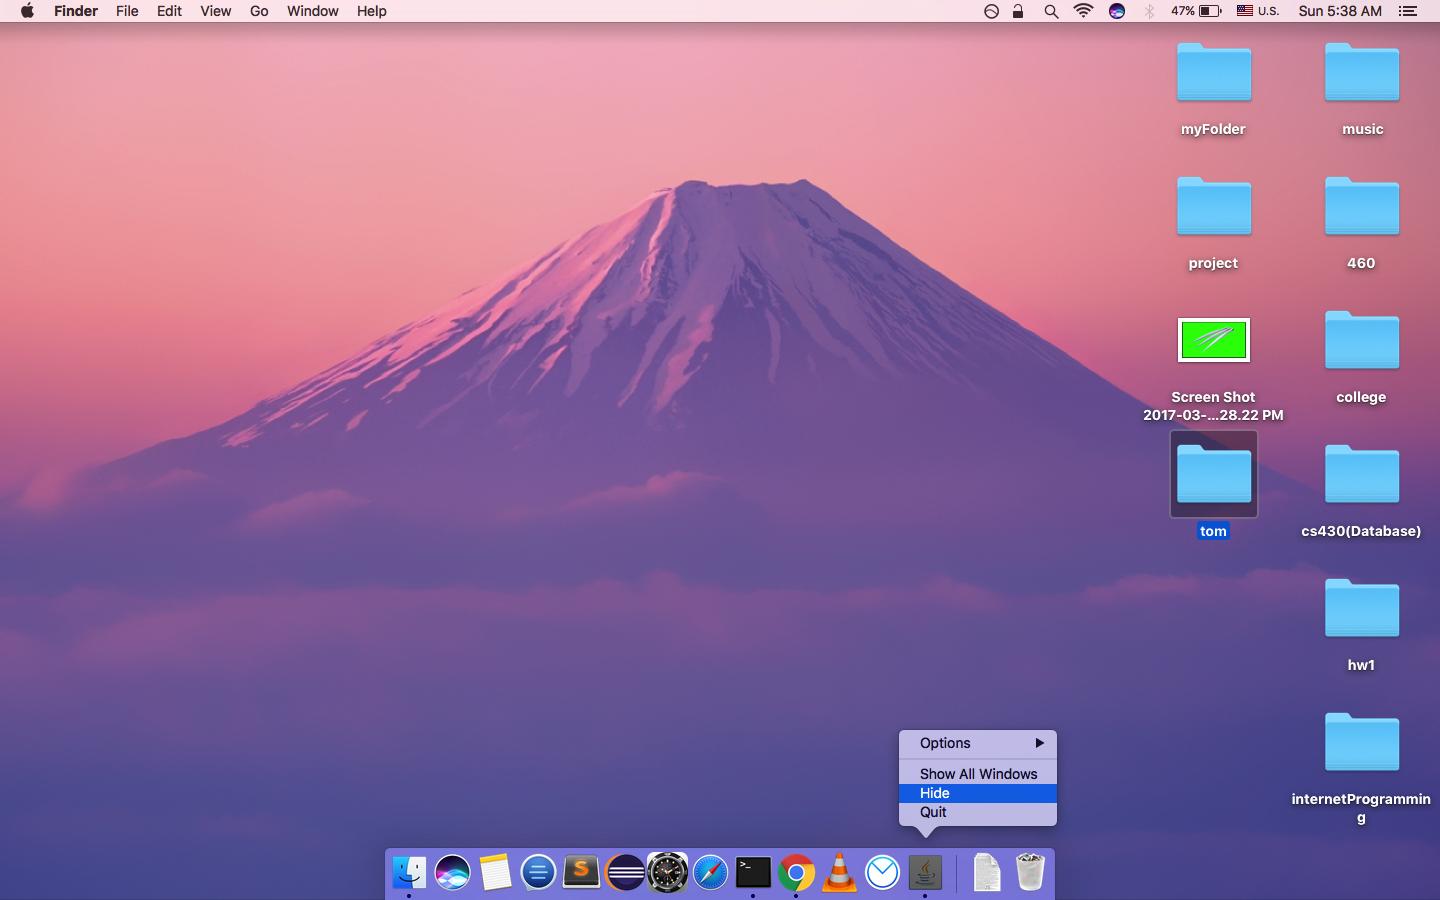 Finder File Edit View Go Window Help 47% U.S. Sun 5:38 AM
myFolder
music
project
460
Screen Shot
2017-03-...28.22 PM
college
tom
cs430(Database)
hw1
internetProgrammin
g
Options
Show All Windows
Hide
Quit